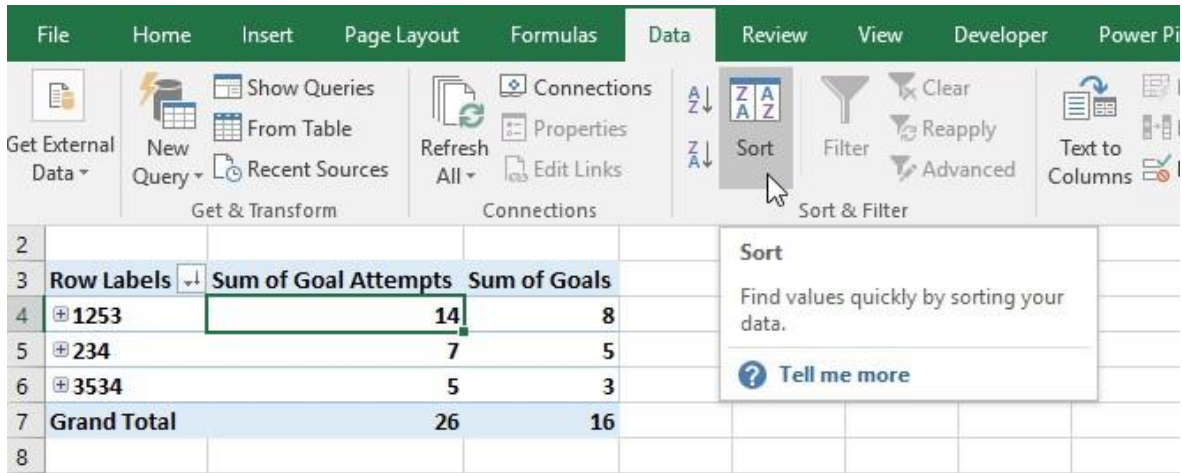 File Home Insert Page Layout Formulas Data Review View Developer Power Pi
Get External Data
New Query
Show Queries
From Table
Recent Sources
Get & Transform
Refresh All
Connections
Properties
Edit Links
Connections
Sort
Filter
Clear
Reapply
Advanced
Sort & Filter
Text to Columns
Sort
Find values quickly by sorting your
data.
Tell me more
2
3 Row Labels Sum of Goal Attempts Sum of Goals
4 1253 14 8
5 234 7 5
6 3534 5 3
7 Grand Total 26 16
8